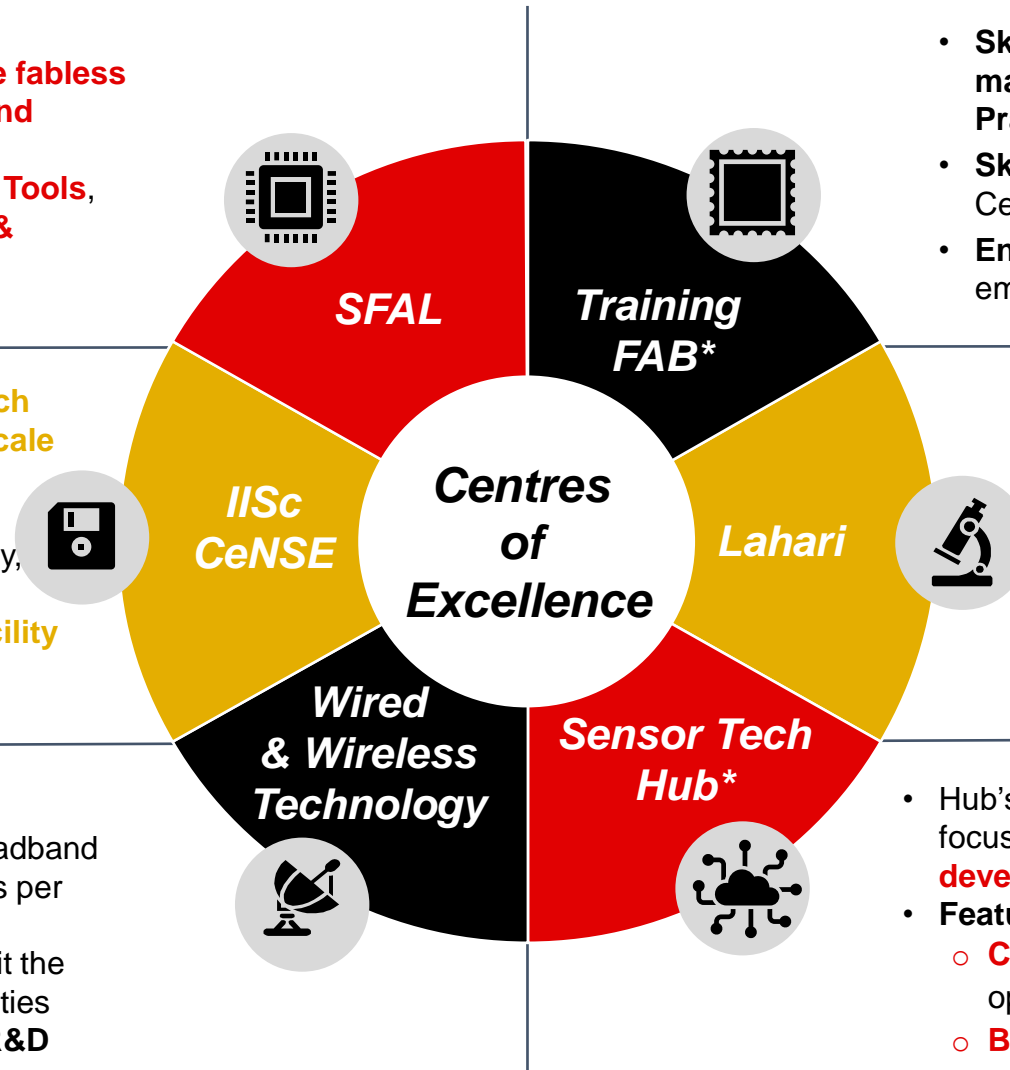 e fabless
nd
Tools,
&
• Sk
ma
Pr
• Sk
Ce
• En
em
SFAL
Training
FAB*
ch
cale
y,
cility
IISc
CeNSE
Centres
of
Excellence
Lahari
Wired
& Wireless
Technology
Sensor Tech
Hub*
adband
s per
it the
ties
R&D
• Hub's
focus
deve
• Featu
○ C
op
○ B